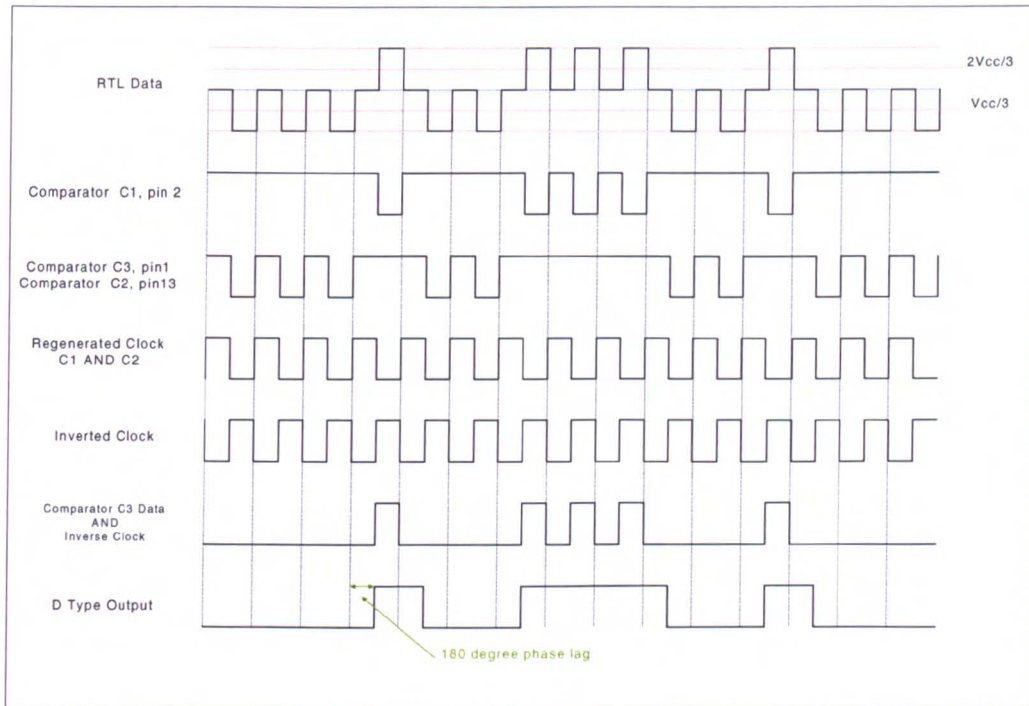 RTL Data
2Vcc/3
Vcc/3
Comparator C1, pin 2
Comparator C3, pin1
Comparator C2, pin13
Regenerated Clock
C1 AND C2
Inverted Clock
Comparator C3 Data
AND
Inverse Clock
D Type Output
180 degree phase lag